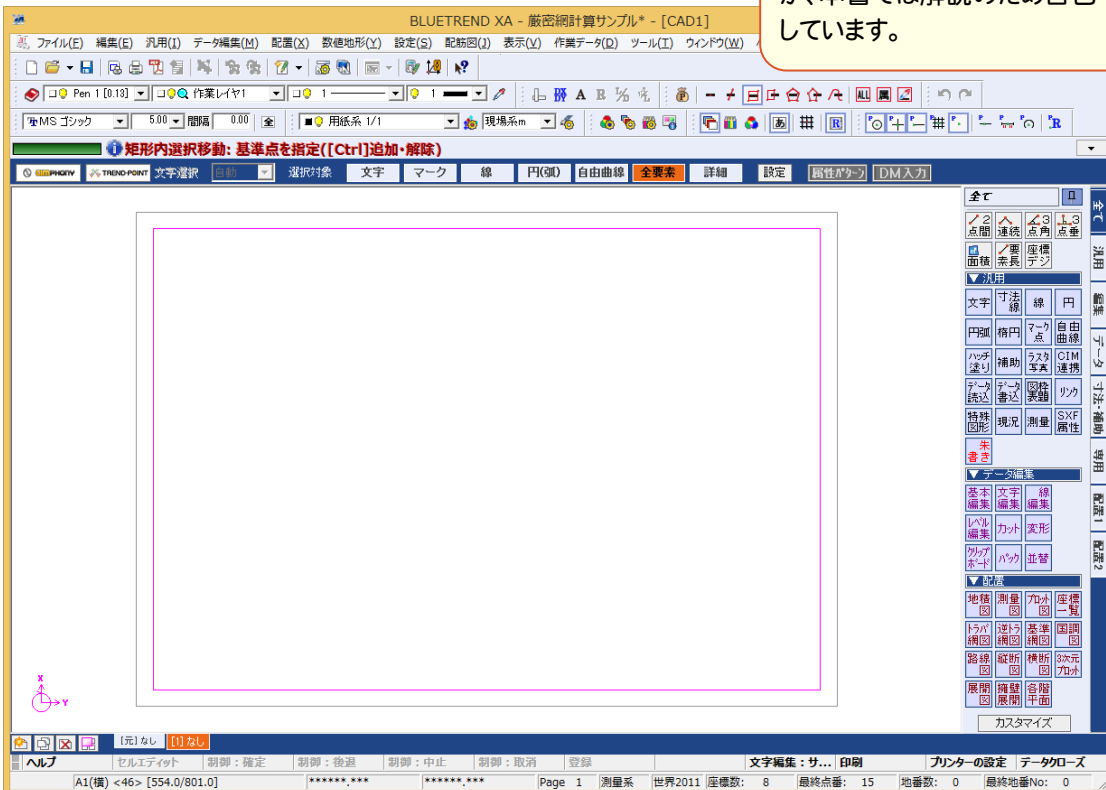 が、本書では解説のため白色
しています。
BLUETREND XA - 厳密網計算サンプル* - [CAD1]
ファイル(F) 編集(E) 汎用(I) データ編集(M) 配置(X) 数値地形(Y) 設定(S) 配筋図(J) 表示(V) 作業データ(D) ツール(T) ウィンドウ(W)
Pen 1 [0.13] 作業レイヤ1 1 1
MS ゴシック 5.00 間隔 0.00 全 用紙系 1/1 現場系m
矩形内選択移動: 基準点を指定([Ctrl]追加・解除)
TREND-POINT 文字選択 自動 選択対象 文字 マーク 線 円(弧) 自由曲線 全要素 詳細 設定 属性パターン DM入力
全て
2点間 連続 3点角 3点垂
面積 要素長 座標デジ
▼ 汎用
文字 寸法線 線 円
円弧 楕円 マーク点 自由曲線
ハッチ塗り 補助 ラスタ写真 CIM連携
データ読込 データ書込 図枠表題 リンク
特殊図形 現況 測量 SXF属性
朱書き
▼ データ編集
基本編集 文字編集 線編集
レベル編集 カット 変形
クリップボード パック 並替
▼ 配置
地積図 測量図 プロット図 座標一覧
トラバ網図 逆トラ網図 基準網図 国調図
路線図 縦断図 横断図 3次元プロット
展開図 擁壁展開 各階平面
カスタマイズ
全て
汎用
編集
データ
寸法・補助
専用
配置1
配置2
X
Y
[元]なし [1]なし
ヘルプ セルエディット 制御:確定 制御:後退 制御:中止 制御:取消 登録 文字編集:サ... 印刷 プリンターの設定 データクローズ
A1(横) <46> [554.0/801.0] ******.*** ******.*** Page 1 測量系 世界2011 座標数: 8 最終点番: 15 地番数: 0 最終地番No: 0